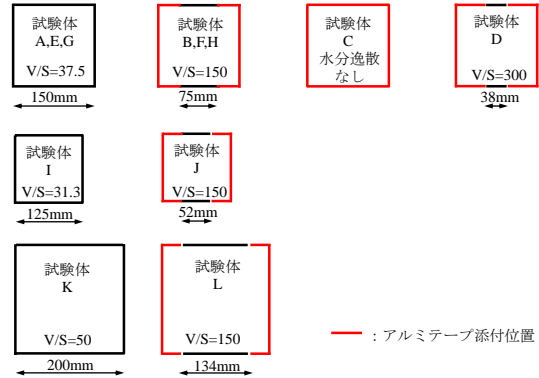 試験体
A,E,G
V/S=37.5
150mm
試験体
B,F,H
V/S=150
75mm
試験体
C
水分逸散
なし
試験体
D
V/S=300
38mm
試験体
I
V/S=31.3
125mm
試験体
J
V/S=150
52mm
試験体
K
V/S=50
200mm
試験体
L
V/S=150
134mm
：アルミテープ添付位置